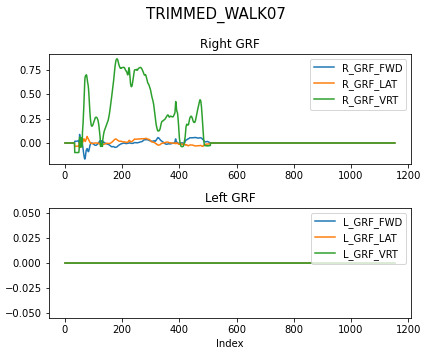 TRIMMED_WALK07
Right GRF
R_GRF_FWD
R_GRF_LAT
R_GRF_VRT
0.75
0.50
0.25
0.00
0 200 400 600 800 1000 1200
Left GRF
L_GRF_FWD
L_GRF_LAT
L_GRF_VRT
0.050
0.025
0.000
−0.025
−0.050
0 200 400 600 800 1000 1200
Index